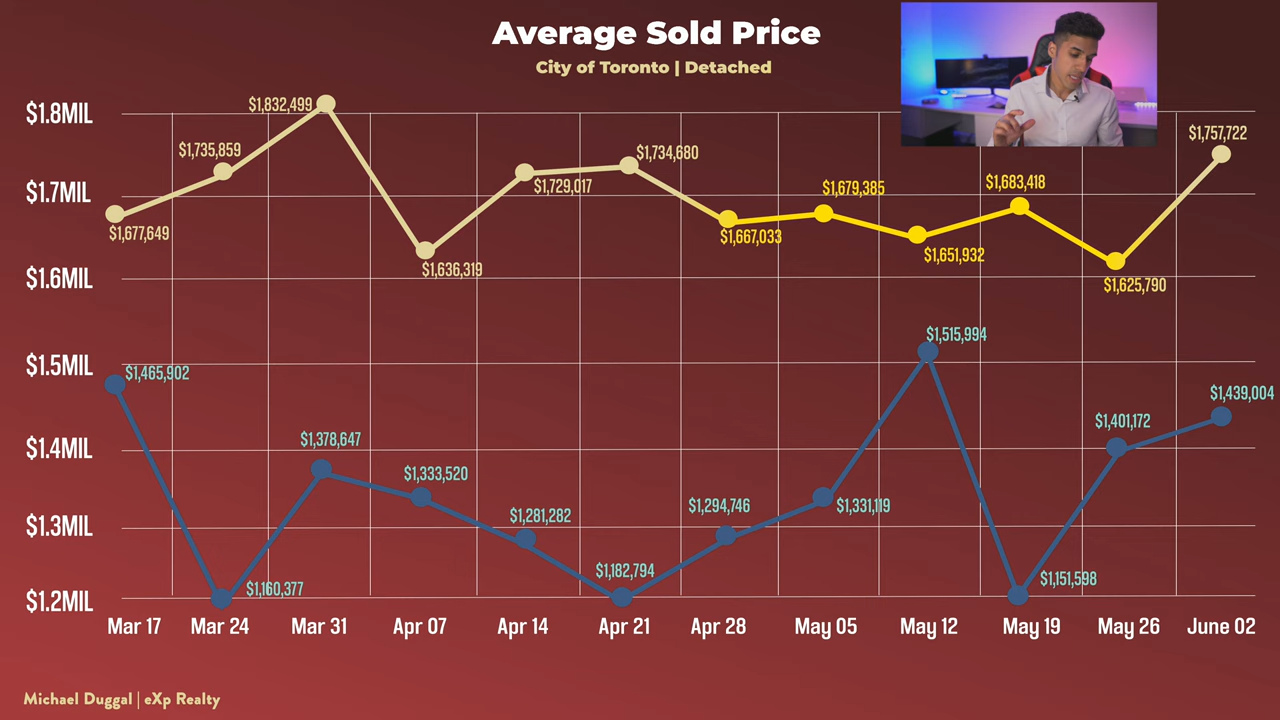 Average Sold Price
City of Toronto | Detached
$1.8MIL
$1.7MIL
$1.6MIL
$1.5MIL
$1.4MIL
$1.3MIL
$1.2MIL
$1,677,649
$1,735,859
$1,832,499
$1,636,319
$1,729,017
$1,734,680
$1,667,033
$1,679,385
$1,651,932
$1,683,418
$1,625,790
$1,757,722
$1,465,902
$1,160,377
$1,378,647
$1,333,520
$1,281,282
$1,182,794
$1,294,746
$1,331,119
$1,515,994
$1,151,598
$1,401,172
$1,439,004
Mar 17 Mar 24 Mar 31 Apr 07 Apr 14 Apr 21 Apr 28 May 05 May 12 May 19 May 26 June 02
Michael Duggal | eXp Realty